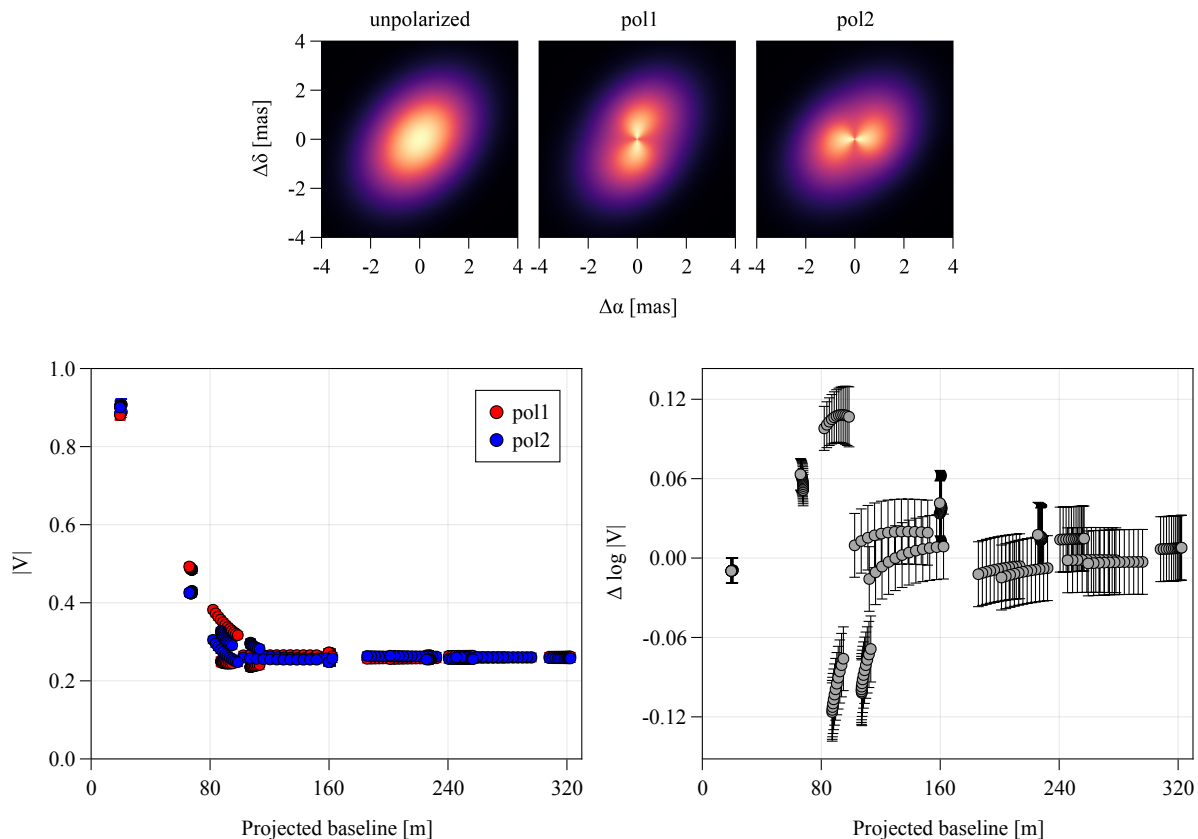 unpolarized pol1 pol2
4
2
0
-2
-4
Δδ [mas]
-4 -2 0 2 4 -4 -2 0 2 4 -4 -2 0 2 4
Δα [mas]
1.0
0.8
0.6
0.4
0.2
0.0
|V|
pol1
pol2
0 80 160 240 320
Projected baseline [m]
0.12
0.06
0.00
-0.06
-0.12
Δ log |V|
0 80 160 240 320
Projected baseline [m]